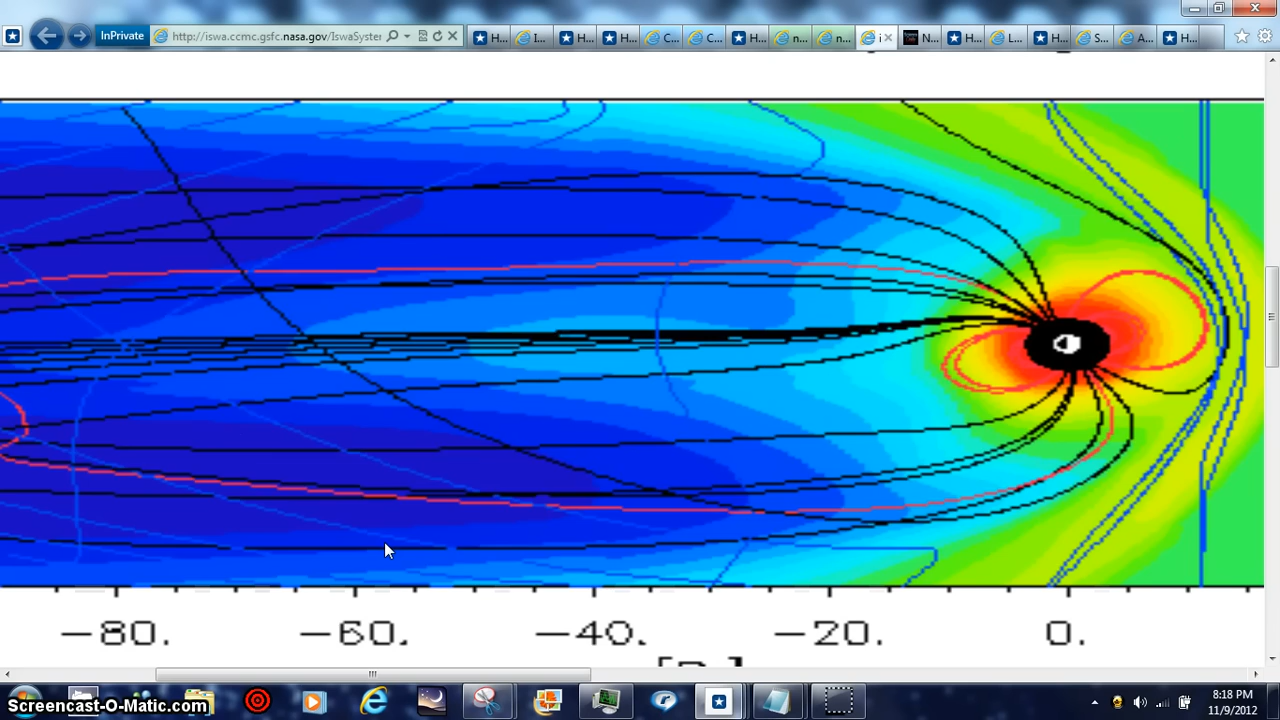 InPrivate
http://iswa.ccmc.gsfc.nasa.gov/IswaSyster
H... I... H... H... C... C... H... n... n... i N... H... L... H... S... A... H...
−80. −60. −40. −20. 0.
8:18 PM
11/9/2012
Screencast-O-Matic.com